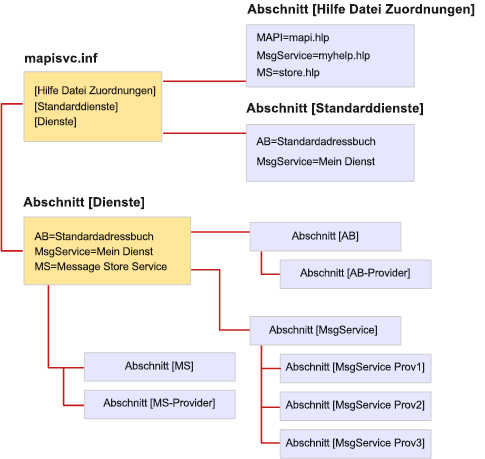 Abschnitt [Hilfe Datei Zuordnungen]
MAPI=mapi.hlp
MsgService=myhelp.hlp
MS=store.hlp
mapisvc.inf
[Hilfe Datei Zuordnungen]
[Standarddienste]
[Dienste]
Abschnitt [Standarddienste]
AB=Standardadressbuch
MsgService=Mein Dienst
Abschnitt [Dienste]
AB=Standardadressbuch
MsgService=Mein Dienst
MS=Message Store Service
Abschnitt [AB]
Abschnitt [AB-Provider]
Abschnitt [MsgService]
Abschnitt [MsgService Prov1]
Abschnitt [MsgService Prov2]
Abschnitt [MsgService Prov3]
Abschnitt [MS]
Abschnitt [MS-Provider]